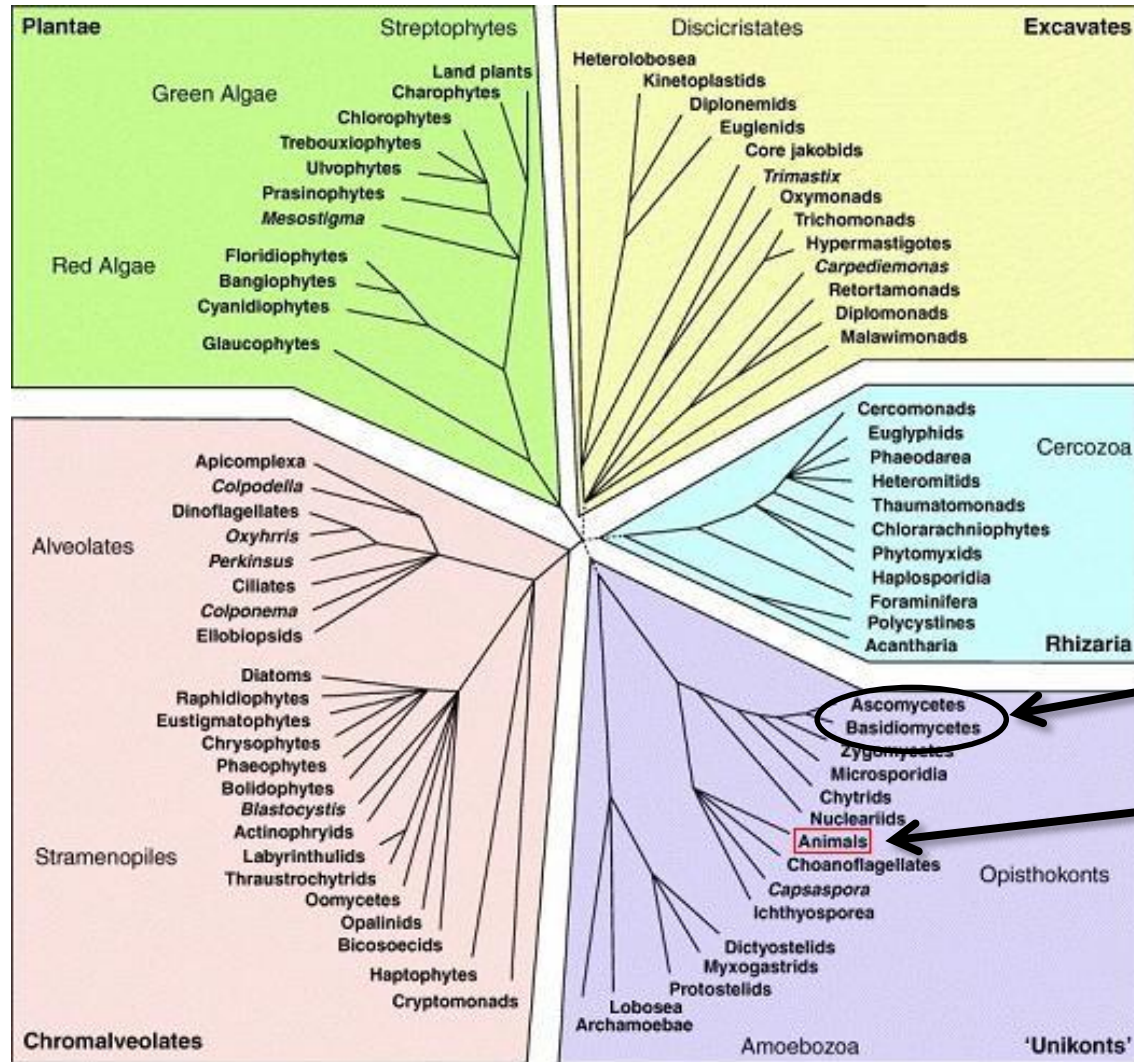 Plantae
Streptophytes
Land plants
Charophytes
Green Algae
Chlorophytes
Trebouxiophytes
Ulvophytes
Prasinophytes
Mesostigma
Floridiophytes
Red Algae
Bangiophytes
Cyanidiophytes
Glaucophytes
Discicristates
Excavates
Heterolobosea
Kinetoplastids
Diplonemids
Euglenids
Core jakobids
Trimastix
Oxymonads
Trichomonads
Hypermastigotes
Carpediemonas
Retortamonads
Diplomonads
Malawimonads
Cercomonads
Euglyphids
Cercozoa
Phaeodarea
Heteromitids
Thaumatomonads
Chlorarachniophytes
Phytomyxids
Haplosporidia
Foraminifera
Polycystines
Acantharia
Rhizaria
Apicomplexa
Colpodella
Dinoflagellates
Oxyhrris
Alveolates
Perkinsus
Ciliates
Colponema
Ellobiopsids
Diatoms
Raphidiophytes
Eustigmatophytes
Chrysophytes
Phaeophytes
Bolidophytes
Blastocystis
Actinophryids
Stramenopiles
Labyrinthulids
Thraustrochytrids
Oomycetes
Opalinids
Bicosoecids
Haptophytes
Cryptomonads
Chromalveolates
Ascomycetes
Basidiomycetes
Zygomycetes
Microsporidia
Chytrids
Nucleariids
Animals
Choanoflagellates
Opisthokonts
Capsaspora
Ichthyosporea
Dictyostelids
Myxogastrids
Protostelids
Lobosea
Archamoebae
Amoebozoa
'Unikonts'